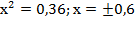 x² = 0,36; x = ±0,6